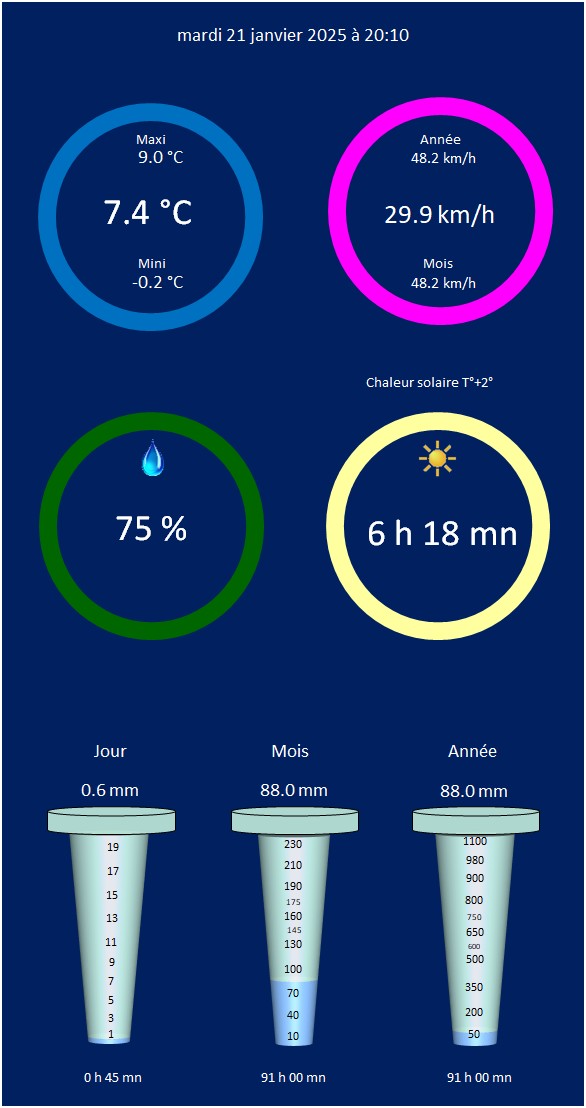 mardi 21 janvier 2025 à 20:10
Maxi
9.0 °C
7.4 °C
Mini
-0.2 °C
Année
48.2 km/h
29.9 km/h
Mois
48.2 km/h
Chaleur solaire T°+2°
75 %
6 h 18 mn
Jour
0.6 mm
19
17
15
13
11
9
7
5
3
1
0 h 45 mn
Mois
88.0 mm
230
210
190
175
160
145
130
100
70
40
10
91 h 00 mn
Année
88.0 mm
1100
980
900
800
750
650
600
500
350
200
50
91 h 00 mn